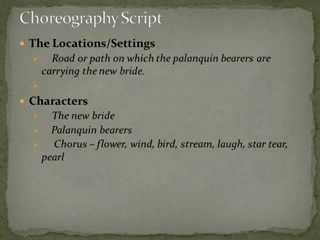 Choreography Script
The Locations/Settings
Road or path on which the palanquin bearers are
carrying the new bride.
Characters
The new bride
Palanquin bearers
Chorus – flower, wind, bird, stream, laugh, star tear,
pearl